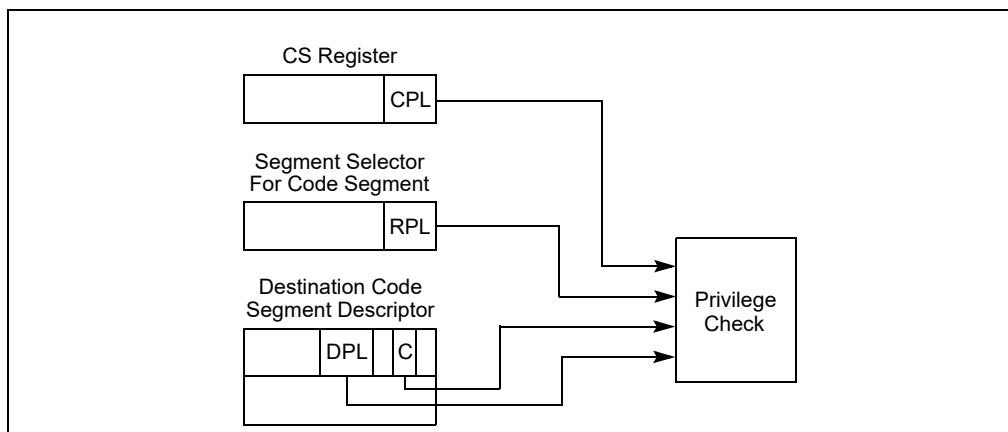 CS Register
CPL
Segment Selector
For Code Segment
RPL
Destination Code
Segment Descriptor
DPL
C
Privilege
Check